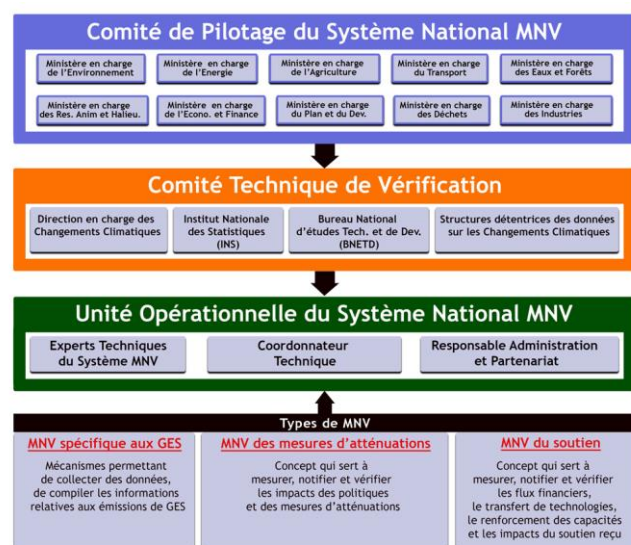 Comité de Pilotage du Système National MNV
Ministère en charge
de l'Environnement
Ministère en charge
de l'Energie
Ministère en charge
de l'Agriculture
Ministère en charge
du Transport
Ministère en charge
des Eaux et Forêts
Ministère en charge
des Res. Anim et Halieu.
Ministère en charge
de l'Econo. et Finance
Ministère en charge
du Plan et du Dev.
Ministère en charge
des Déchets
Ministère en charge
des Industries
Comité Technique de Vérification
Direction en charge des
Changements Climatiques
Institut Nationale
des Statistiques
(INS)
Bureau National
d'études Tech. et de Dev.
(BNETD)
Structures détentrices des données
sur les Changements Climatiques
Unité Opérationnelle du Système National MNV
Experts Techniques
du Système MNV
Coordonnateur
Technique
Responsable Administration
et Partenariat
Types de MNV
MNV spécifique aux GES
Mécanismes permettant
de collecter des données,
de compiler les informations
relatives aux émissions de GES
MNV des mesures d'atténuations
Concept qui sert à
mesurer, notifier et vérifier
les impacts des politiques
et des mesures d'atténuations
MNV du soutien
Concept qui sert à
mesurer, notifier et vérifier
les flux financiers,
le transfert de technologies,
le renforcement des capacités
et les impacts du soutien reçu